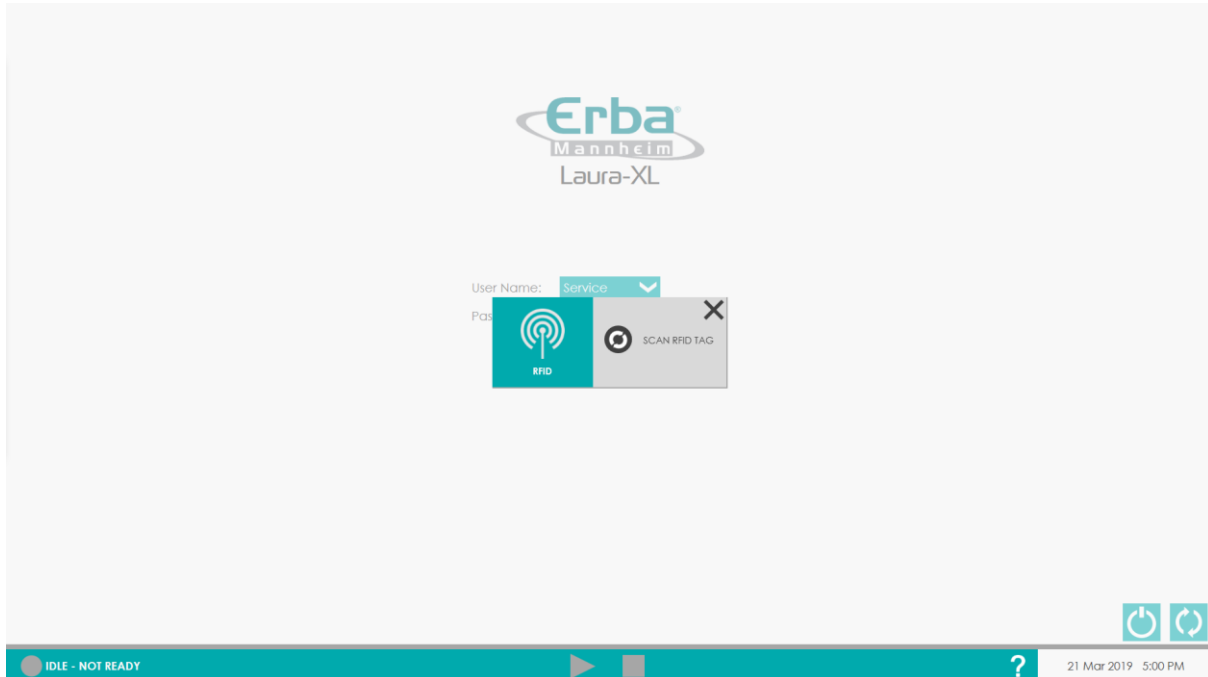 Erba®
Mannheim
Laura-XL
User Name: Service
Pas
SCAN RFID TAG
RFID
IDLE - NOT READY ? 21 Mar 2019 5:00 PM